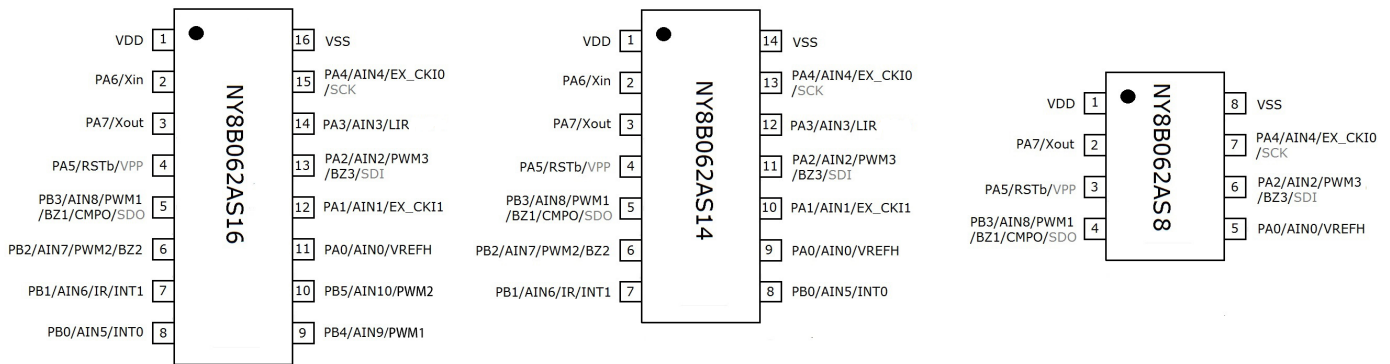 VDD 1
PA6/Xin 2
PA7/Xout 3
PA5/RSTb/VPP 4
PB3/AIN8/PWM1
/BZ1/CMPO/SDO 5
PB2/AIN7/PWM2/BZ2 6
PB1/AIN6/IR/INT1 7
PB0/AIN5/INT0 8
NY8B062AS16
16 VSS
15 PA4/AIN4/EX_CKI0
/SCK
14 PA3/AIN3/LIR
13 PA2/AIN2/PWM3
/BZ3/SDI
12 PA1/AIN1/EX_CKI1
11 PA0/AIN0/VREFH
10 PB5/AIN10/PWM2
9 PB4/AIN9/PWM1
VDD 1
PA6/Xin 2
PA7/Xout 3
PA5/RSTb/VPP 4
PB3/AIN8/PWM1
/BZ1/CMPO/SDO 5
PB2/AIN7/PWM2/BZ2 6
PB1/AIN6/IR/INT1 7
NY8B062AS14
14 VSS
13 PA4/AIN4/EX_CKI0
/SCK
12 PA3/AIN3/LIR
11 PA2/AIN2/PWM3
/BZ3/SDI
10 PA1/AIN1/EX_CKI1
9 PA0/AIN0/VREFH
8 PB0/AIN5/INT0
VDD 1
PA7/Xout 2
PA5/RSTb/VPP 3
PB3/AIN8/PWM1
/BZ1/CMPO/SDO 4
NY8B062AS8
8 VSS
7 PA4/AIN4/EX_CKI0
/SCK
6 PA2/AIN2/PWM3
/BZ3/SDI
5 PA0/AIN0/VREFH